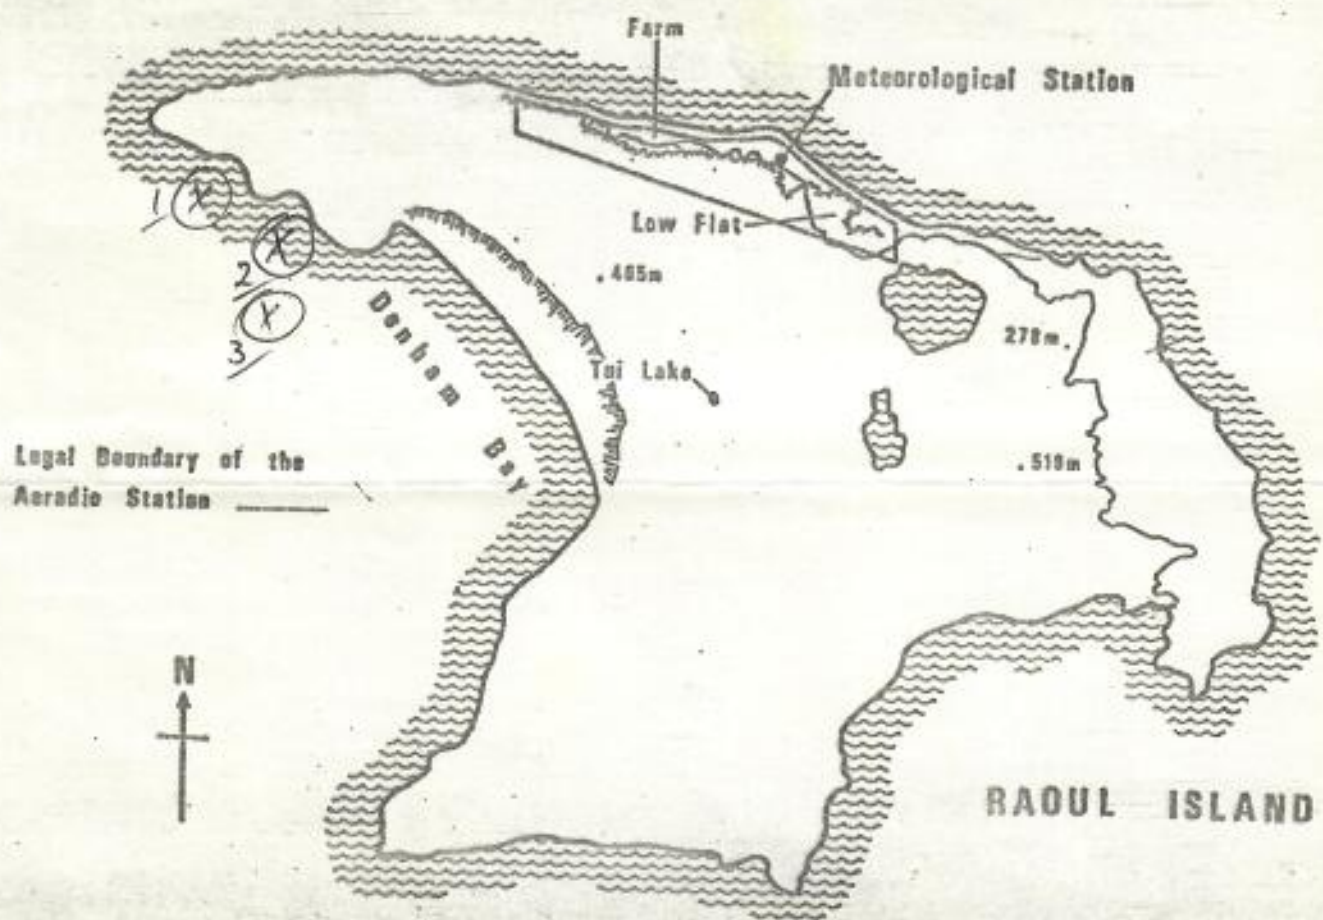 Farm
Meteorological Station
Low Flat
. 465m
278m.
Tui Lake
. 519m
1 X
2 X
3 X
Denham Bay
Legal Boundary of the
Aeradio Station
N
RAOUL ISLAND